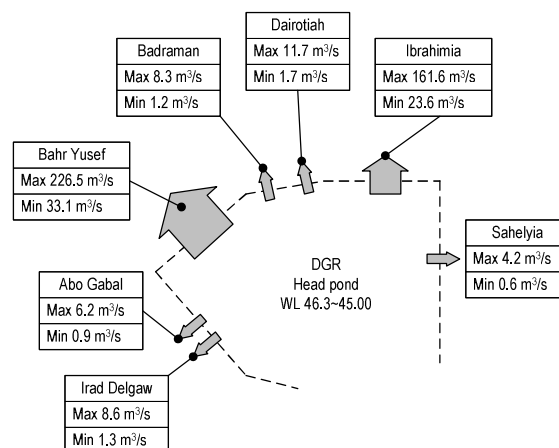 Dairotiah
Max 11.7 m³/s
Min 1.7 m³/s
Badraman
Max 8.3 m³/s
Min 1.2 m³/s
Ibrahimia
Max 161.6 m³/s
Min 23.6 m³/s
Bahr Yusef
Max 226.5 m³/s
Min 33.1 m³/s
Sahelyia
Max 4.2 m³/s
Min 0.6 m³/s
DGR
Head pond
WL 46.3~45.00
Abo Gabal
Max 6.2 m³/s
Min 0.9 m³/s
Irad Delgaw
Max 8.6 m³/s
Min 1.3 m³/s